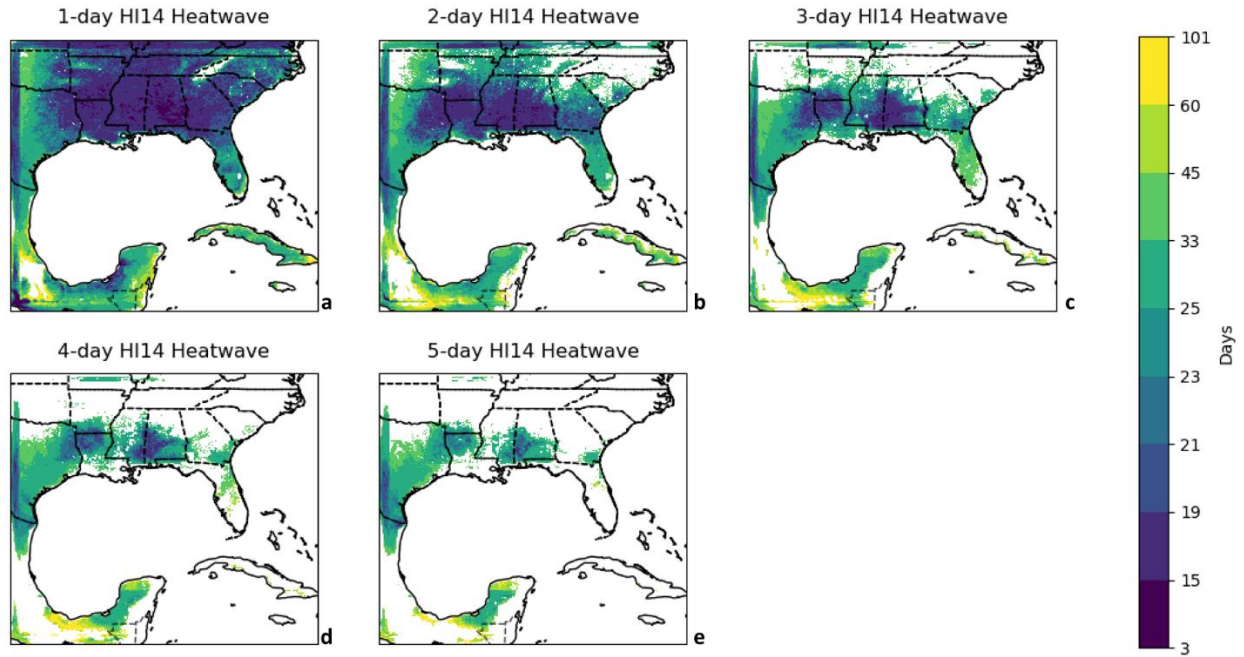 1-day HI14 Heatwave
2-day HI14 Heatwave
3-day HI14 Heatwave
a
b
c
4-day HI14 Heatwave
5-day HI14 Heatwave
d
e
101
60
45
33
25
23
21
19
15
3
Days